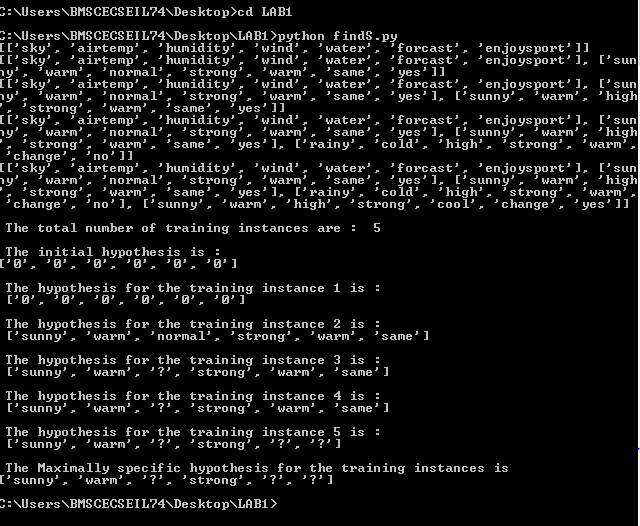 C:\Users\BMSCECSEIL74\Desktop>cd LAB1
C:\Users\BMSCECSEIL74\Desktop\LAB1>python findS.py
[['sky', 'airtemp', 'humidity', 'wind', 'water', 'forcast', 'enjoysport']]
[['sky', 'airtemp', 'humidity', 'wind', 'water', 'forcast', 'enjoysport'], ['sun
ny', 'warm', 'normal', 'strong', 'warm', 'same', 'yes']]
[['sky', 'airtemp', 'humidity', 'wind', 'water', 'forcast', 'enjoysport'], ['sun
ny', 'warm', 'normal', 'strong', 'warm', 'same', 'yes'], ['sunny', 'warm', 'high
', 'strong', 'warm', 'same', 'yes']]
[['sky', 'airtemp', 'humidity', 'wind', 'water', 'forcast', 'enjoysport'], ['sun
ny', 'warm', 'normal', 'strong', 'warm', 'same', 'yes'], ['sunny', 'warm', 'high
', 'strong', 'warm', 'same', 'yes'], ['rainy', 'cold', 'high', 'strong', 'warm',
 'change', 'no']]
[['sky', 'airtemp', 'humidity', 'wind', 'water', 'forcast', 'enjoysport'], ['sun
ny', 'warm', 'normal', 'strong', 'warm', 'same', 'yes'], ['sunny', 'warm', 'high
', 'strong', 'warm', 'same', 'yes'], ['rainy', 'cold', 'high', 'strong', 'warm',
 'change', 'no'], ['sunny', 'warm', 'high', 'strong', 'cool', 'change', 'yes']]
The total number of training instances are :  5
The initial hypothesis is :
['0', '0', '0', '0', '0', '0']
The hypothesis for the training instance 1 is :
['0', '0', '0', '0', '0', '0']
The hypothesis for the training instance 2 is :
['sunny', 'warm', 'normal', 'strong', 'warm', 'same']
The hypothesis for the training instance 3 is :
['sunny', 'warm', '?', 'strong', 'warm', 'same']
The hypothesis for the training instance 4 is :
['sunny', 'warm', '?', 'strong', 'warm', 'same']
The hypothesis for the training instance 5 is :
['sunny', 'warm', '?', 'strong', '?', '?']
The Maximally specific hypothesis for the training instances is
['sunny', 'warm', '?', 'strong', '?', '?']
C:\Users\BMSCECSEIL74\Desktop\LAB1>